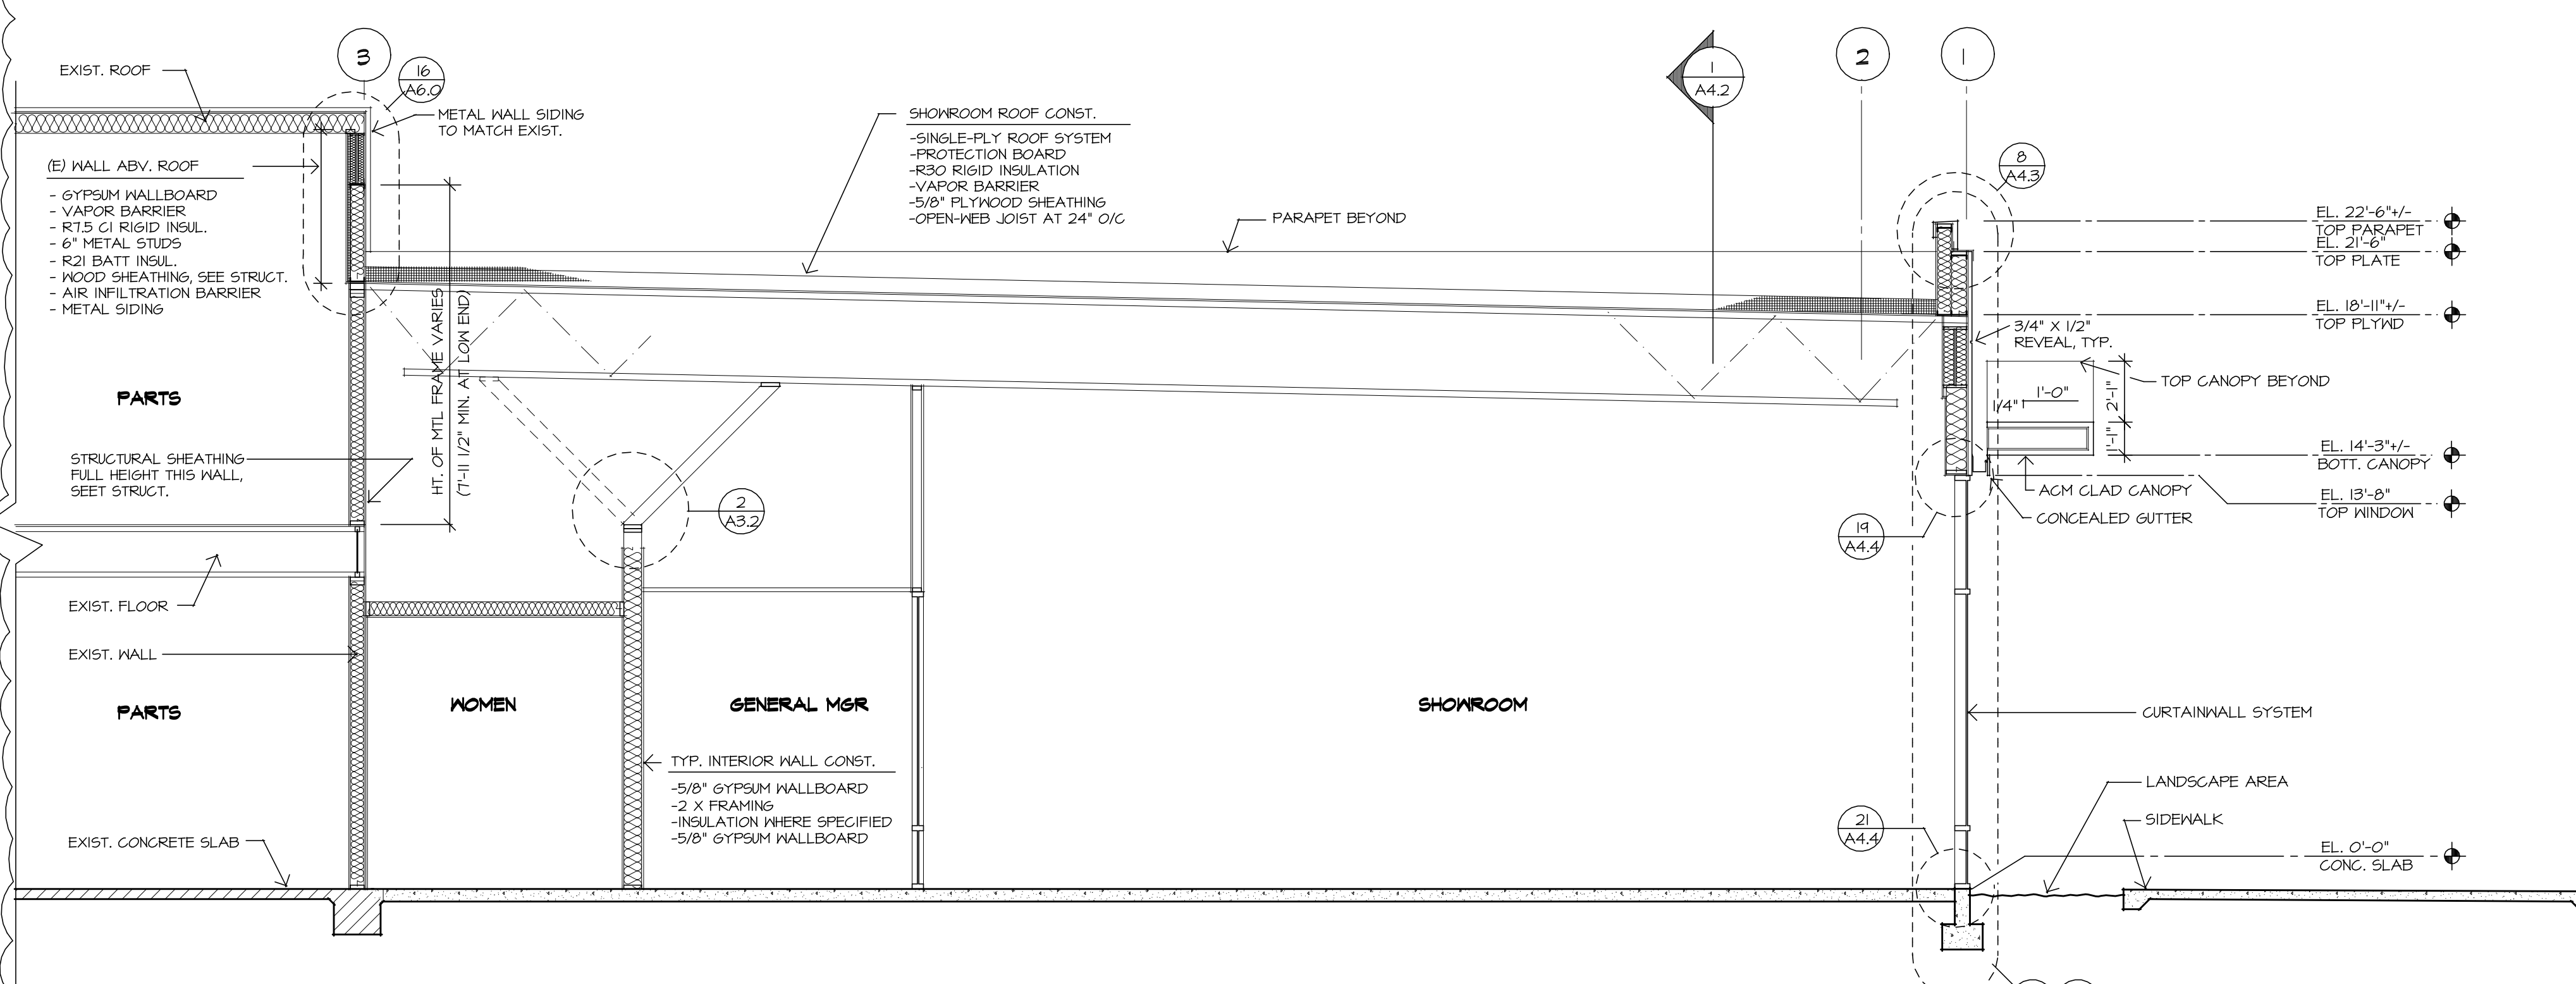 3
16
A6.0
1
A4.2
2
1
EXIST. ROOF
METAL WALL SIDING
TO MATCH EXIST.
SHOWROOM ROOF CONST.
-SINGLE-PLY ROOF SYSTEM
-PROTECTION BOARD
-R30 RIGID INSULATION
-VAPOR BARRIER
-5/8" PLYWOOD SHEATHING
-OPEN-WEB JOIST AT 24" O/C
PARAPET BEYOND
8
A4.3
(E) WALL ABV. ROOF
- GYPSUM WALLBOARD
- VAPOR BARRIER
- R7.5 CI RIGID INSUL.
- 6" METAL STUDS
- R21 BATT INSUL.
- WOOD SHEATHING, SEE STRUCT.
- AIR INFILTRATION BARRIER
- METAL SIDING
HT. OF MTL FRAME VARIES
(7'-11 1/2" MIN. AT LOW END)
EL. 22'-6"+/-
TOP PARAPET
EL. 21'-6"
TOP PLATE
EL. 18'-11"+/-
TOP PLYWD
3/4" X 1/2"
REVEAL, TYP.
TOP CANOPY BEYOND
1'-0"
1/4"
2'-1"
1'-1"
EL. 14'-3"+/-
BOTT. CANOPY
ACM CLAD CANOPY
EL. 13'-8"
TOP WINDOW
CONCEALED GUTTER
PARTS
STRUCTURAL SHEATHING
FULL HEIGHT THIS WALL,
SEET STRUCT.
2
A3.2
19
A4.4
EXIST. FLOOR
EXIST. WALL
PARTS
WOMEN
GENERAL MGR
SHOWROOM
CURTAINWALL SYSTEM
TYP. INTERIOR WALL CONST.
-5/8" GYPSUM WALLBOARD
-2 X FRAMING
-INSULATION WHERE SPECIFIED
-5/8" GYPSUM WALLBOARD
LANDSCAPE AREA
SIDEWALK
21
A4.4
EXIST. CONCRETE SLAB
EL. 0'-0"
CONC. SLAB